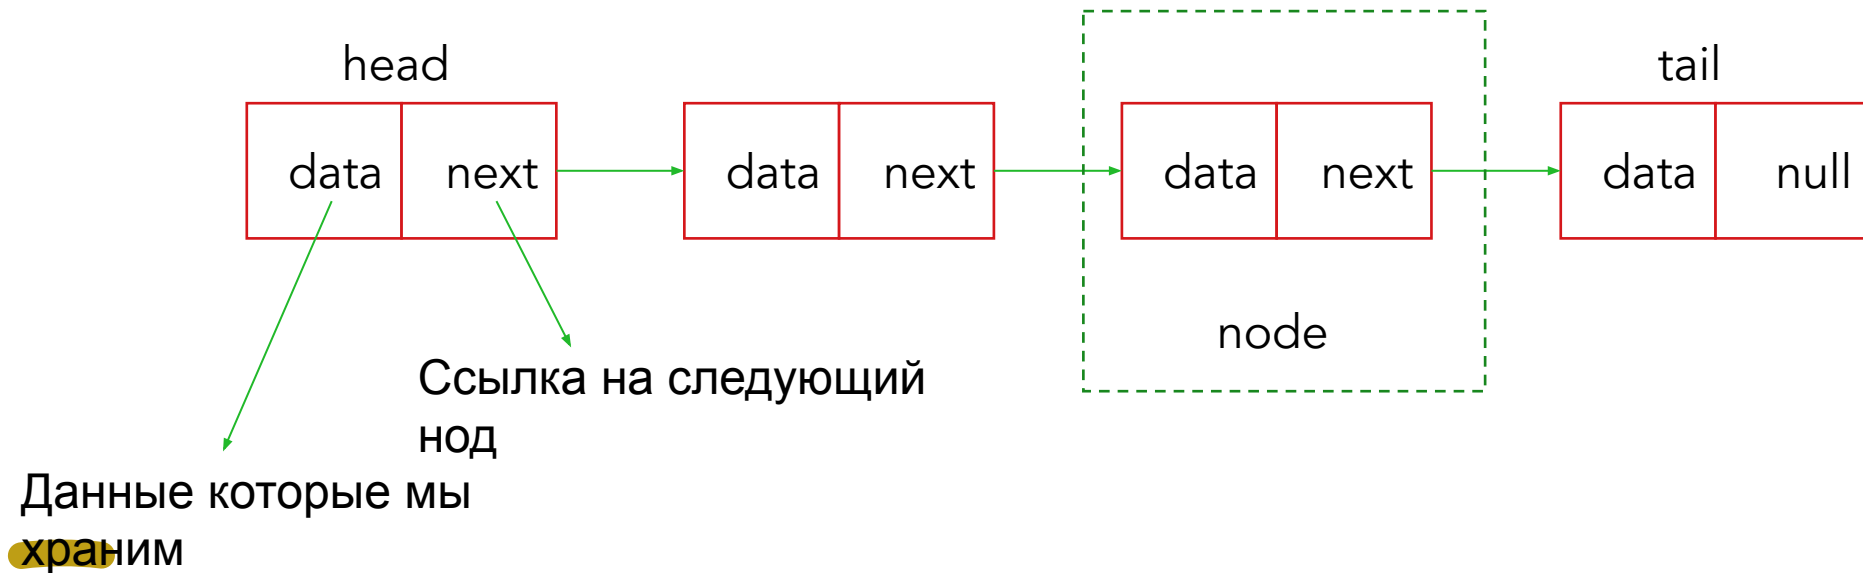 head
tail
data next data next data next data null
node
Ссылка на следующий
нод
Данные которые мы
храним